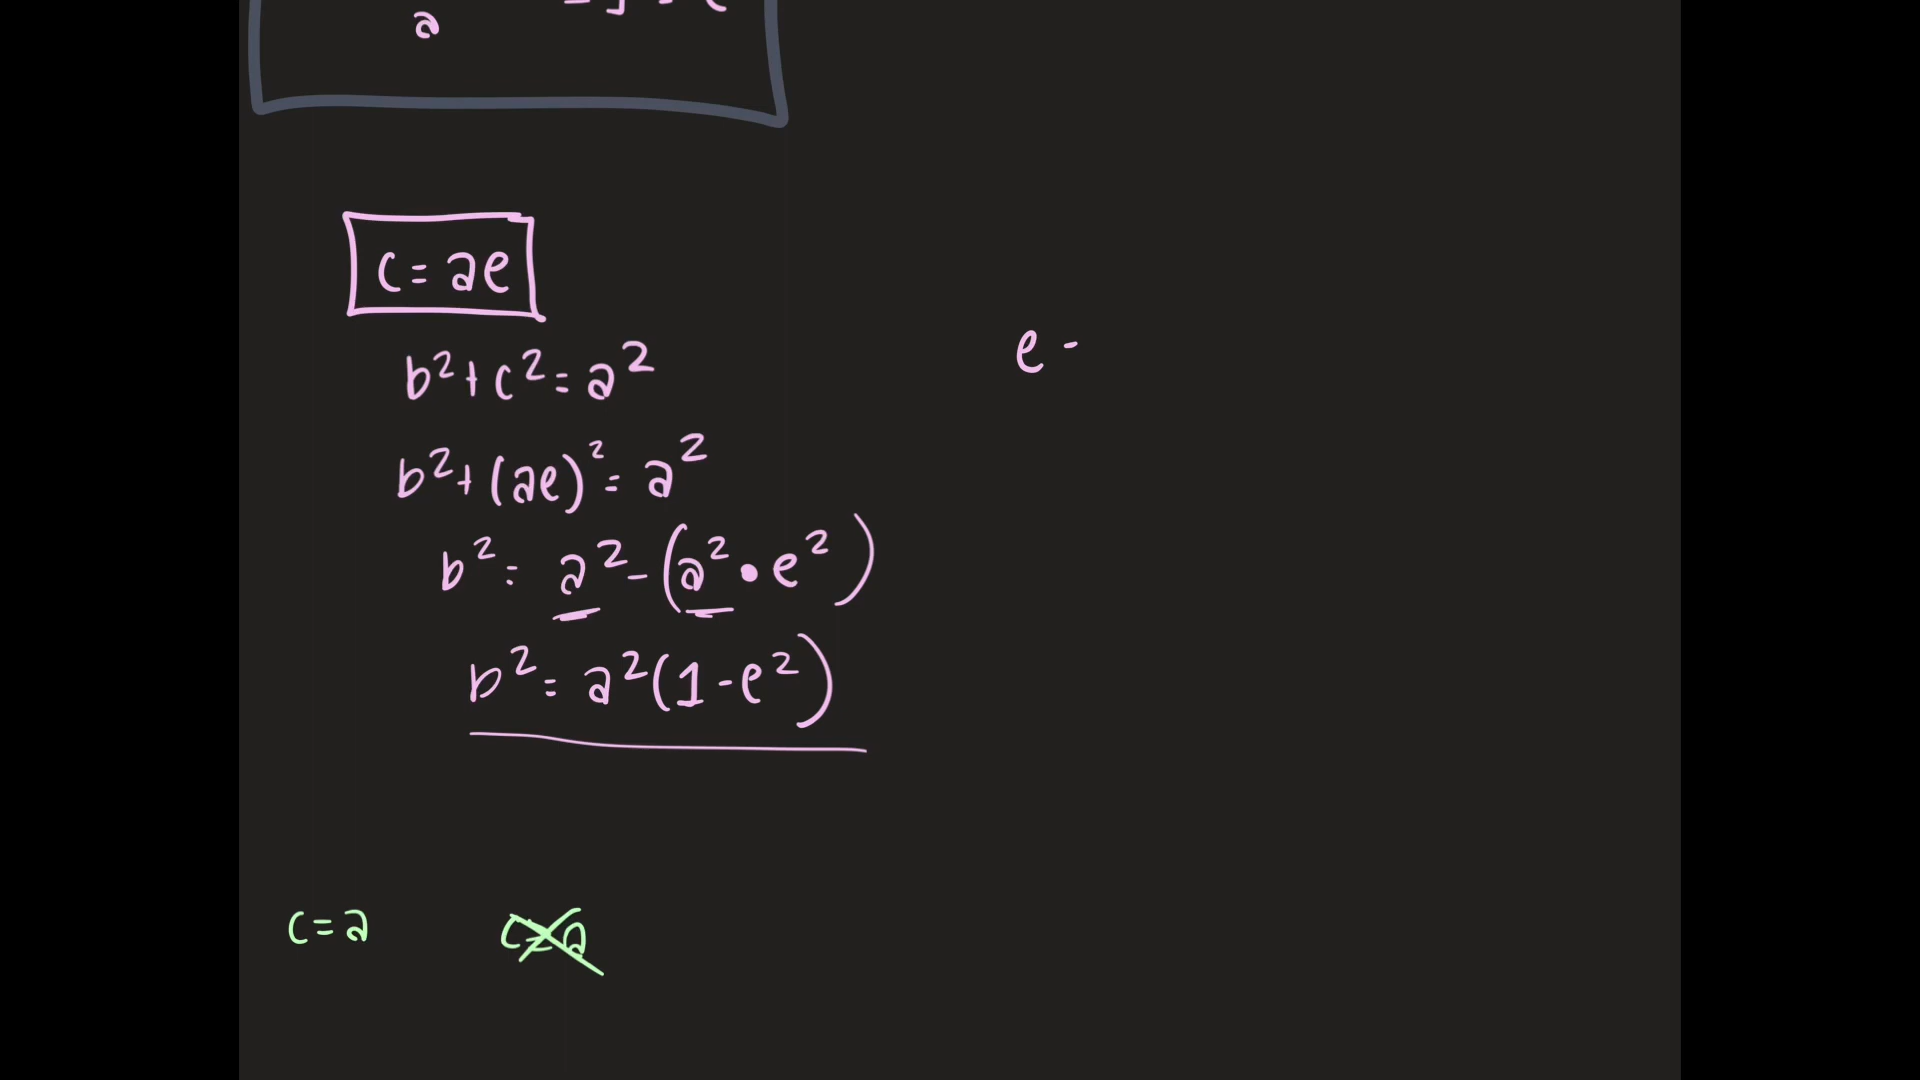 a
c = ae
b² + c² = a²
b² + (ae)² = a²
b² = a² - (a² • e²)
b² = a²(1 - e²)
e -
c = a
c = a